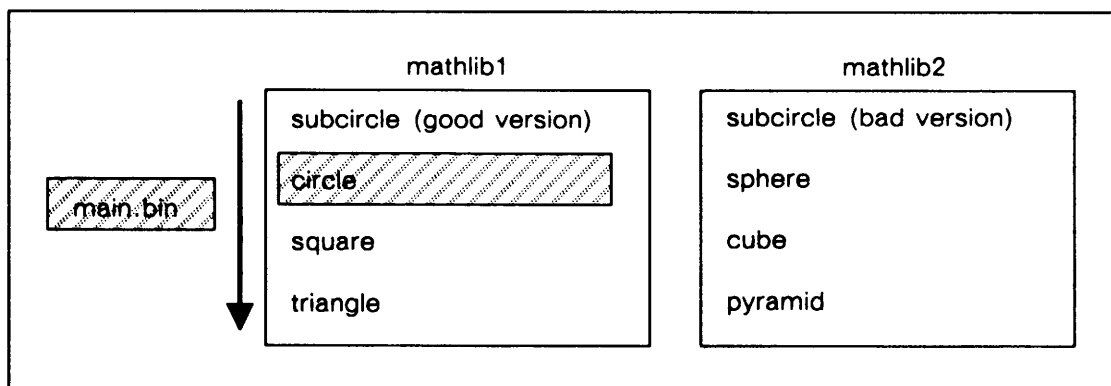 mathlib1
mathlib2
main.bin
subcircle (good version)
circle
square
triangle
subcircle (bad version)
sphere
cube
pyramid